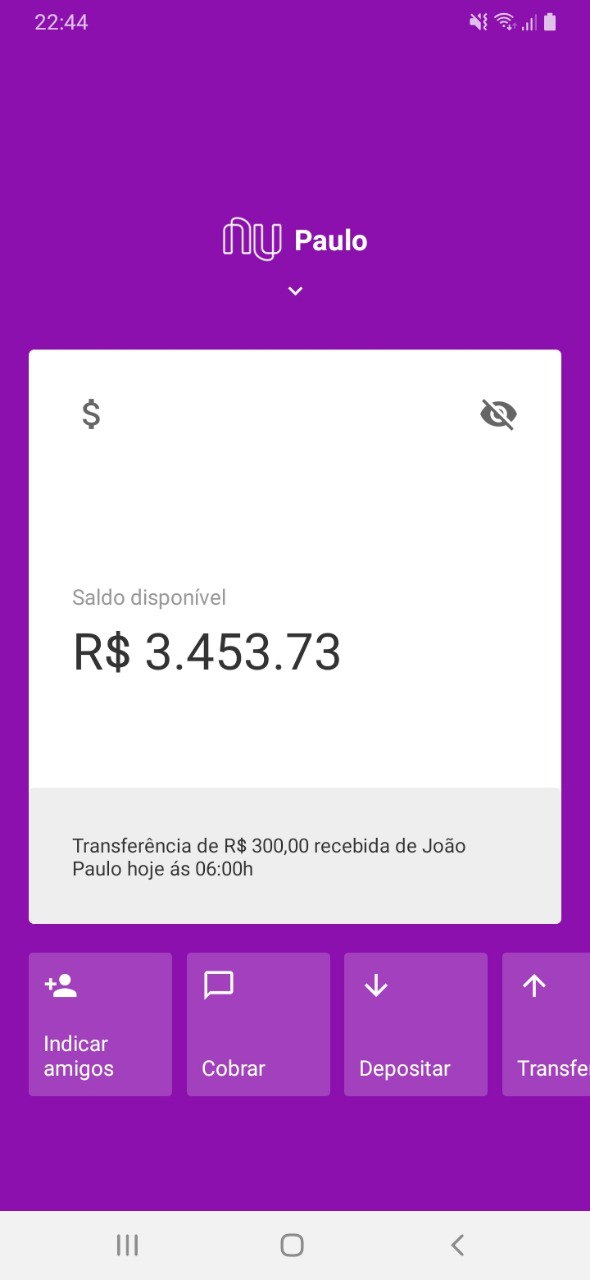 22:44
nu Paulo
$
Saldo disponível
R$ 3.453.73
Transferência de R$ 300,00 recebida de João
Paulo hoje ás 06:00h
Indicar
amigos
Cobrar
Depositar
Transfe